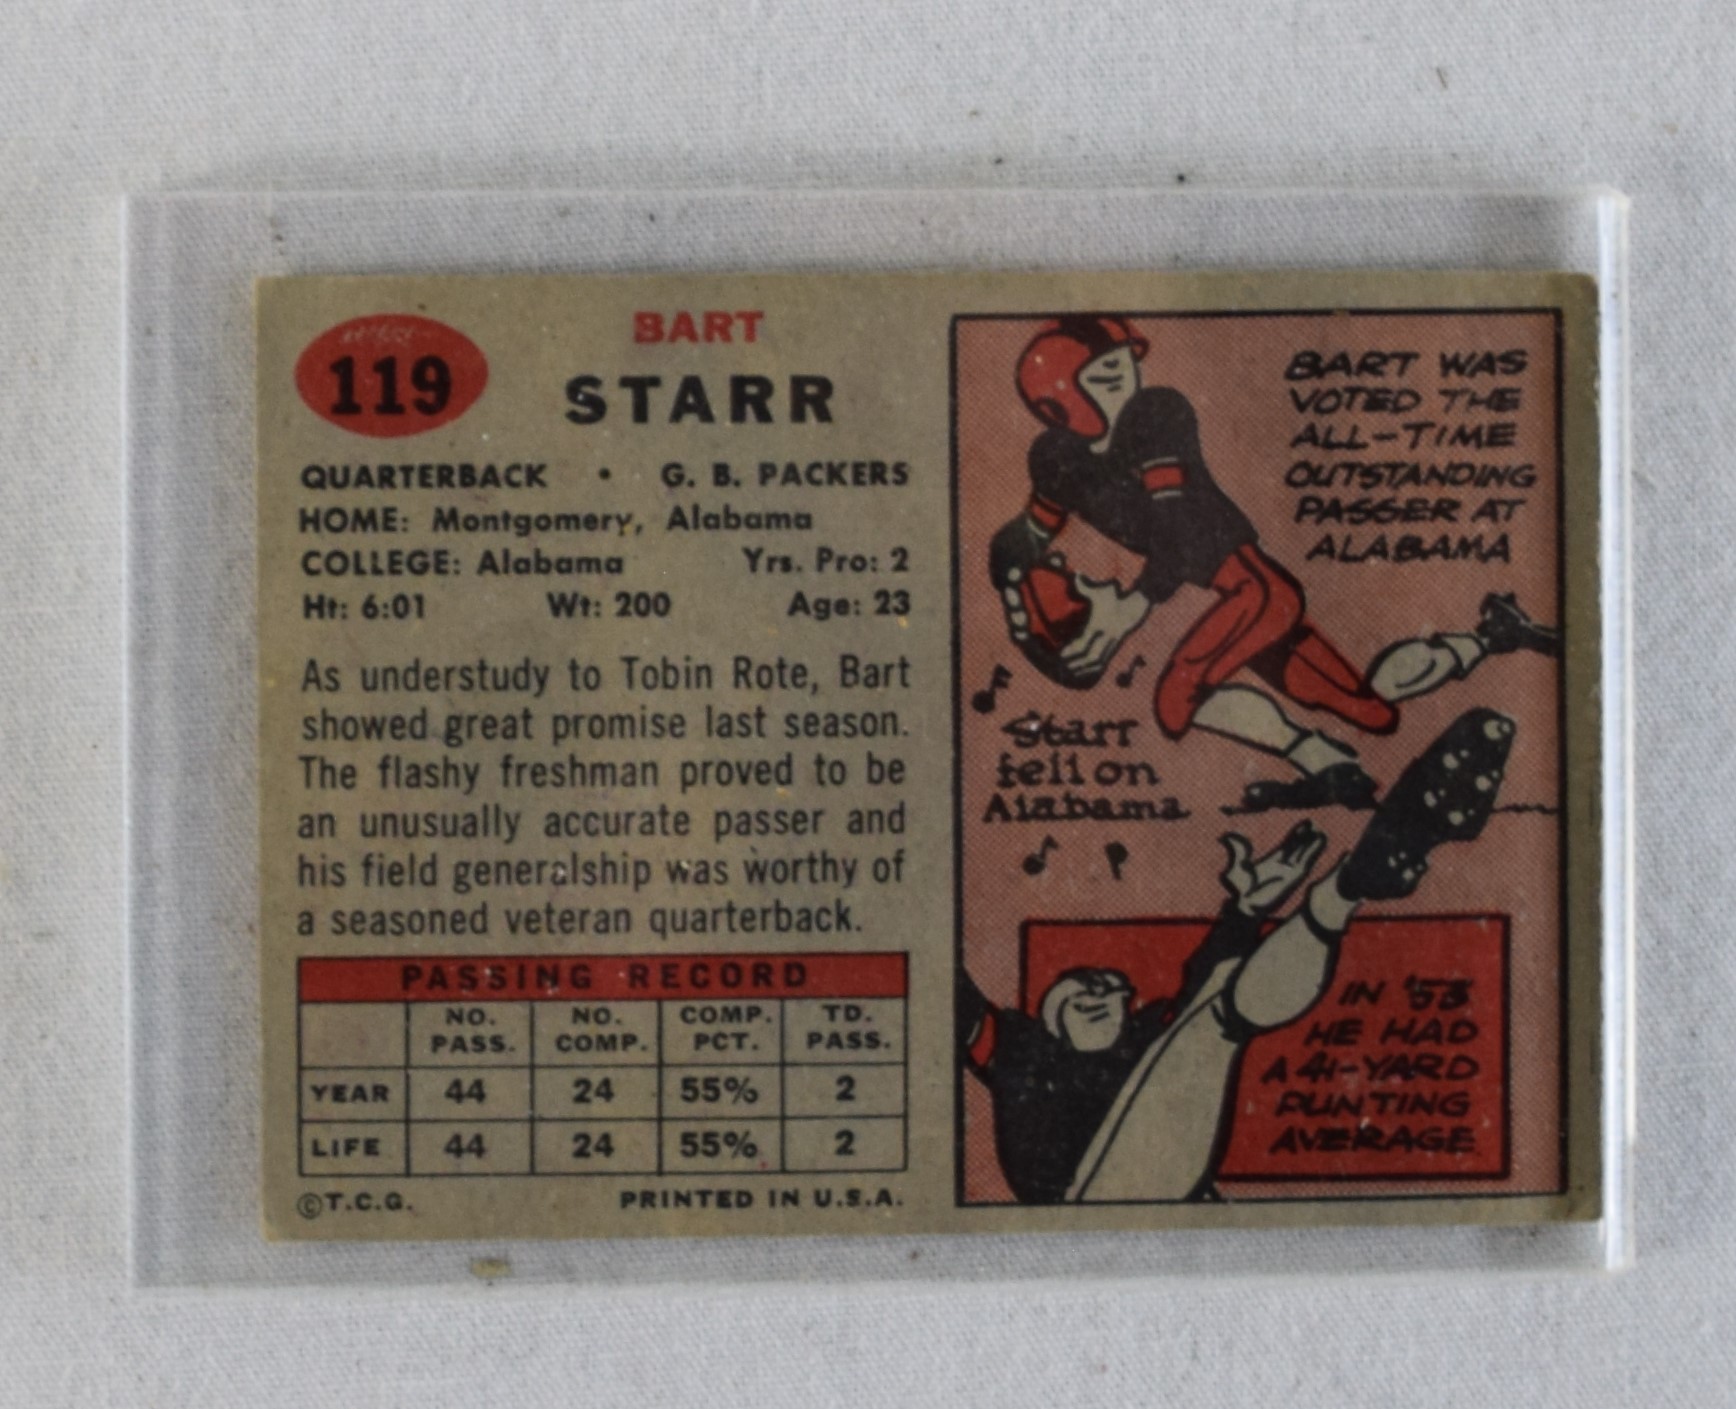 119
BART
STARR
QUARTERBACK • G. B. PACKERS
HOME: Montgomery, Alabama
COLLEGE: Alabama Yrs. Pro: 2
Ht: 6:01 Wt: 200 Age: 23
As understudy to Tobin Rote, Bart
showed great promise last season.
The flashy freshman proved to be
an unusually accurate passer and
his field generalship was worthy of
a seasoned veteran quarterback.
PASSING RECORD
NO. PASS. NO. COMP. COMP. PCT. TD. PASS.
YEAR 44 24 55% 2
LIFE 44 24 55% 2
©T.C.G. PRINTED IN U.S.A.
BART WAS
VOTED THE
ALL-TIME
OUTSTANDING
PASSER AT
ALABAMA
Starr
fell on
Alabama
IN '53
HE HAD
A 41-YARD
PUNTING
AVERAGE